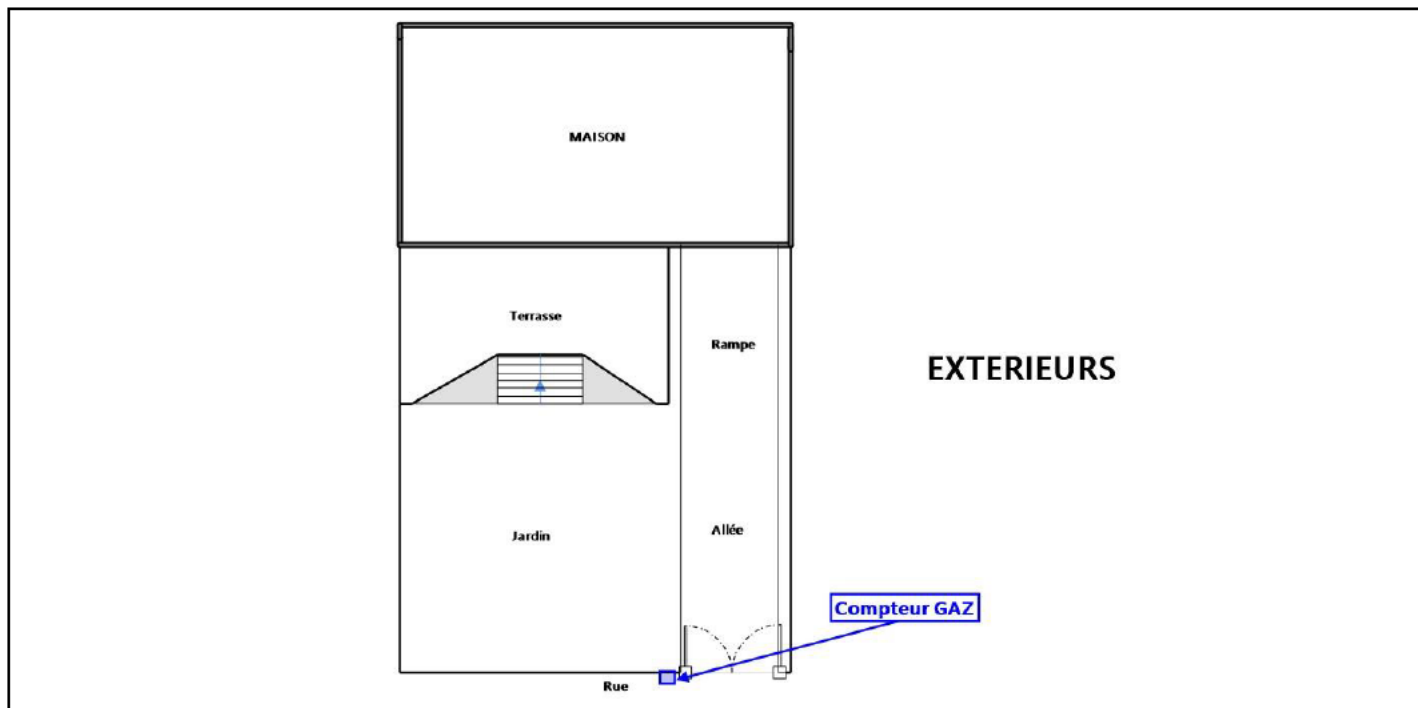 MAISON
Terrasse
Rampe
EXTERIEURS
Jardin
Allée
Compteur GAZ
Rue